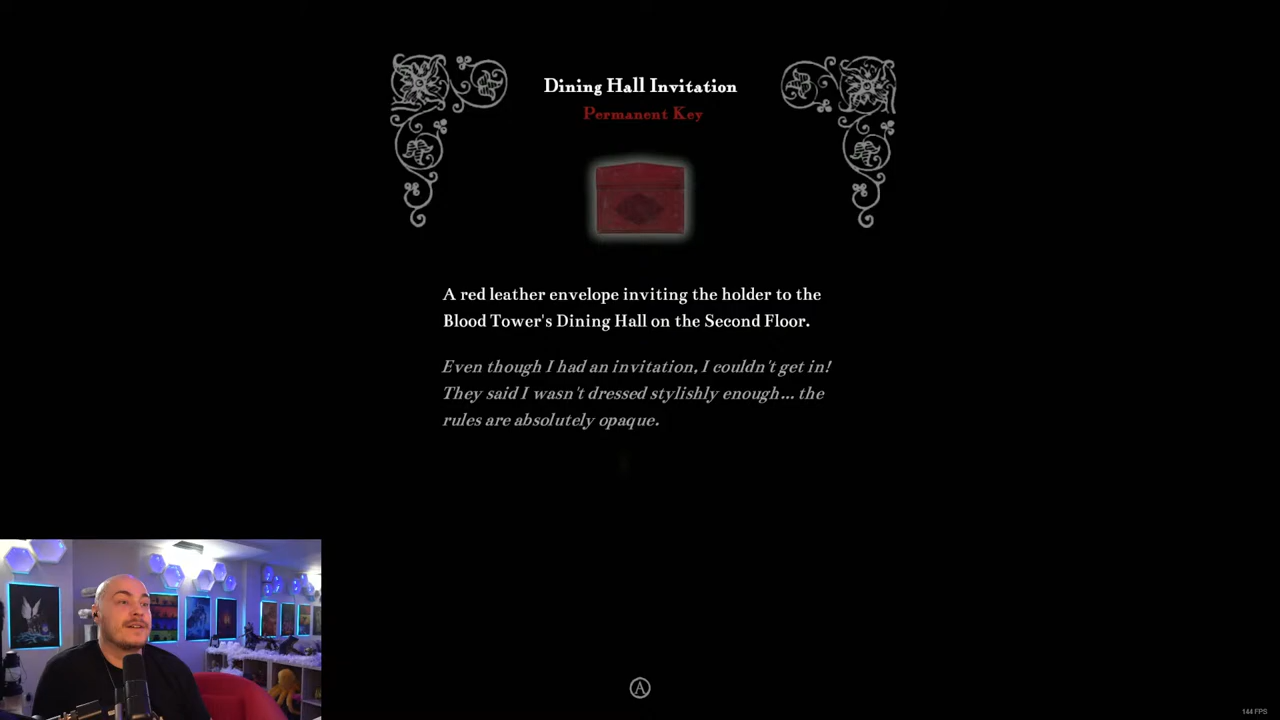 Dining Hall Invitation
Permanent Key
A red leather envelope inviting the holder to the
Blood Tower's Dining Hall on the Second Floor.
Even though I had an invitation, I couldn't get in!
They said I wasn't dressed stylishly enough... the
rules are absolutely opaque.
A
144 FPS